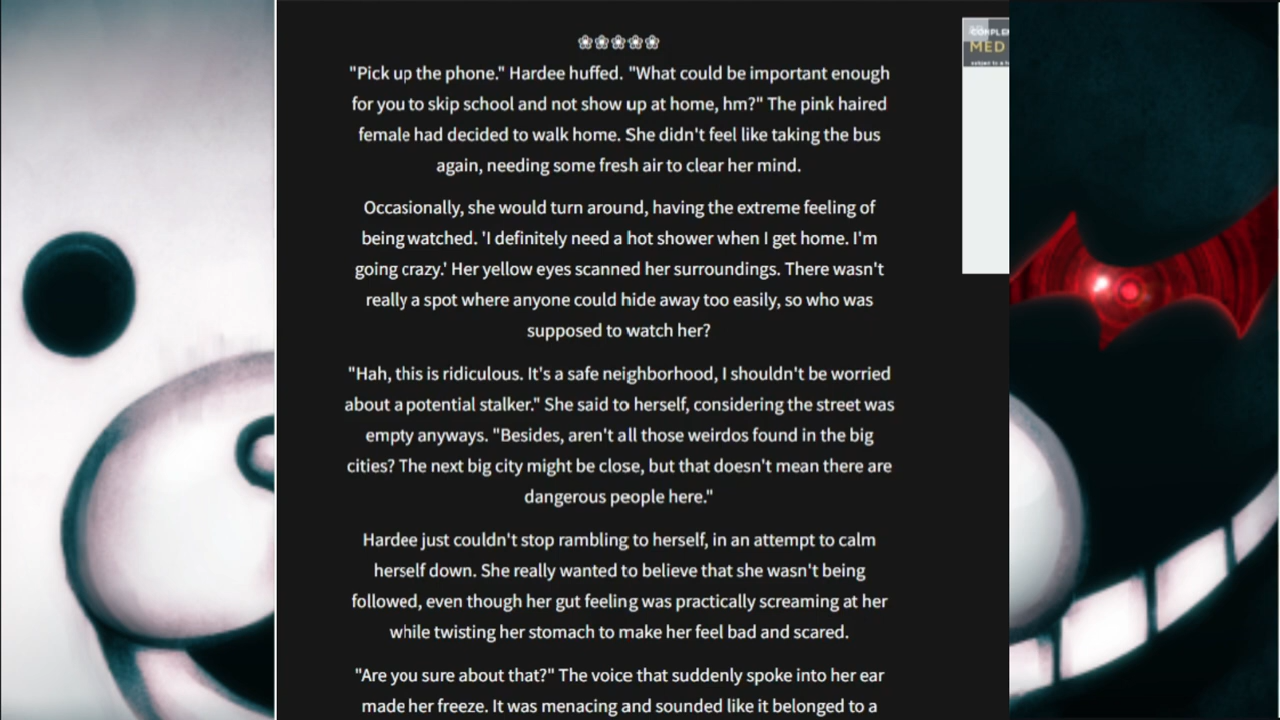 ❀❀❀❀❀
"Pick up the phone." Hardee huffed. "What could be important enough
for you to skip school and not show up at home, hm?" The pink haired
female had decided to walk home. She didn't feel like taking the bus
again, needing some fresh air to clear her mind.
Occasionally, she would turn around, having the extreme feeling of
being watched. 'I definitely need a hot shower when I get home. I'm
going crazy.' Her yellow eyes scanned her surroundings. There wasn't
really a spot where anyone could hide away too easily, so who was
supposed to watch her?
"Hah, this is ridiculous. It's a safe neighborhood, I shouldn't be worried
about a potential stalker." She said to herself, considering the street was
empty anyways. "Besides, aren't all those weirdos found in the big
cities? The next big city might be close, but that doesn't mean there are
dangerous people here."
Hardee just couldn't stop rambling to herself, in an attempt to calm
herself down. She really wanted to believe that she wasn't being
followed, even though her gut feeling was practically screaming at her
while twisting her stomach to make her feel bad and scared.
"Are you sure about that?" The voice that suddenly spoke into her ear
made her freeze. It was menacing and sounded like it belonged to a
MED